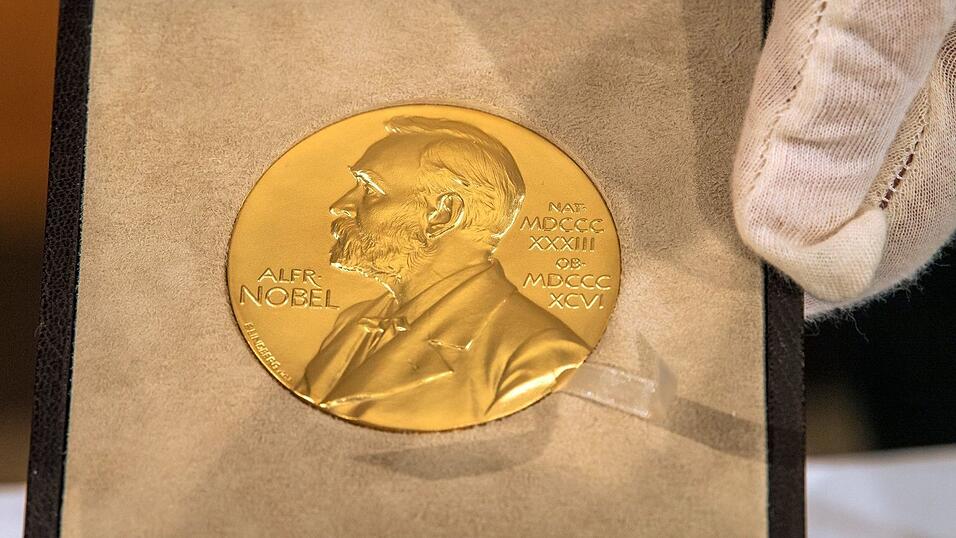 ALFR·
NOBEL
NAT·
MDCCC
XXXIII
OB·
MDCCC
XCVI